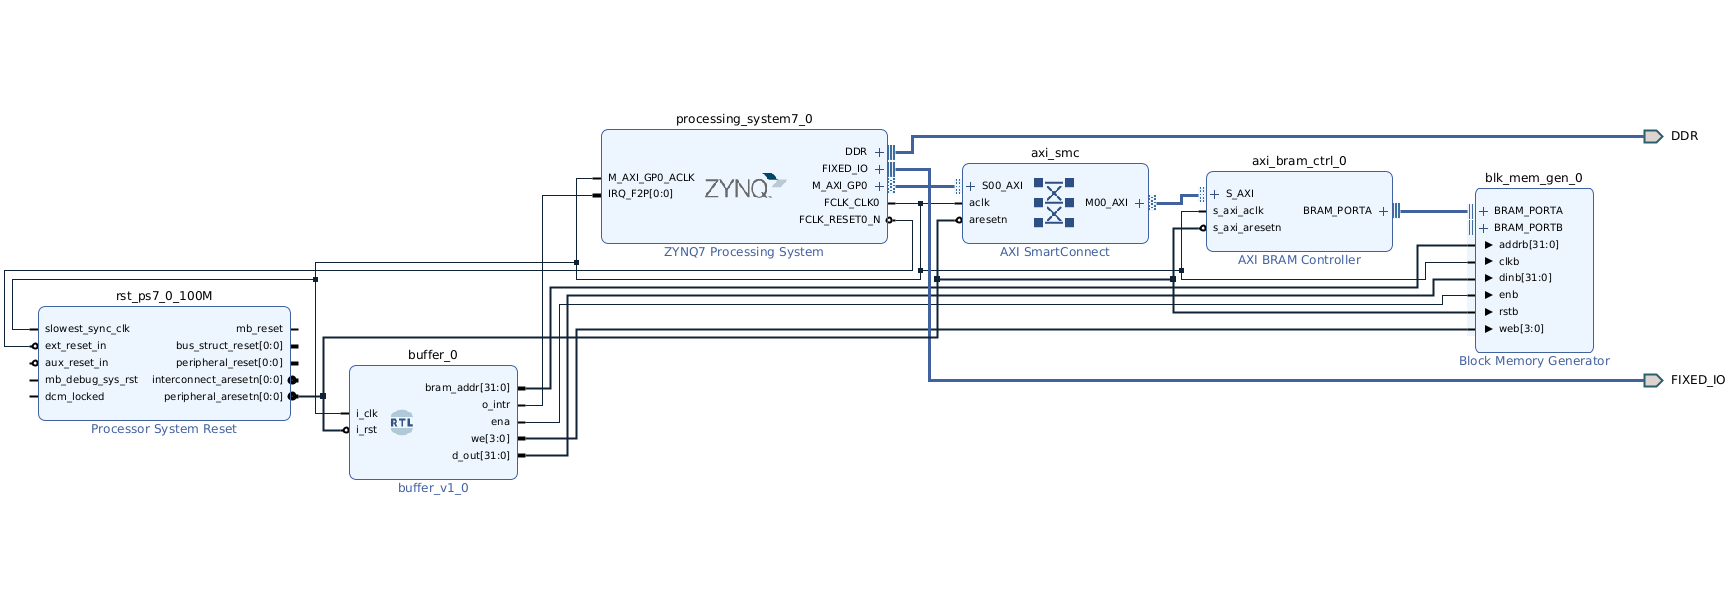 processing_system7_0
M_AXI_GP0_ACLK
IRQ_F2P[0:0]
ZYNQ
DDR
FIXED_IO
M_AXI_GP0
FCLK_CLK0
FCLK_RESET0_N
ZYNQ7 Processing System
axi_smc
S00_AXI
aclk
aresetn
M00_AXI
AXI SmartConnect
axi_bram_ctrl_0
S_AXI
s_axi_aclk
s_axi_aresetn
BRAM_PORTA
AXI BRAM Controller
blk_mem_gen_0
BRAM_PORTA
BRAM_PORTB
addrb[31:0]
clkb
dinb[31:0]
enb
rstb
web[3:0]
Block Memory Generator
DDR
FIXED_IO
rst_ps7_0_100M
slowest_sync_clk
ext_reset_in
aux_reset_in
mb_debug_sys_rst
dcm_locked
mb_reset
bus_struct_reset[0:0]
peripheral_reset[0:0]
interconnect_aresetn[0:0]
peripheral_aresetn[0:0]
Processor System Reset
buffer_0
i_clk
i_rst
RTL
bram_addr[31:0]
o_intr
ena
we[3:0]
d_out[31:0]
buffer_v1_0